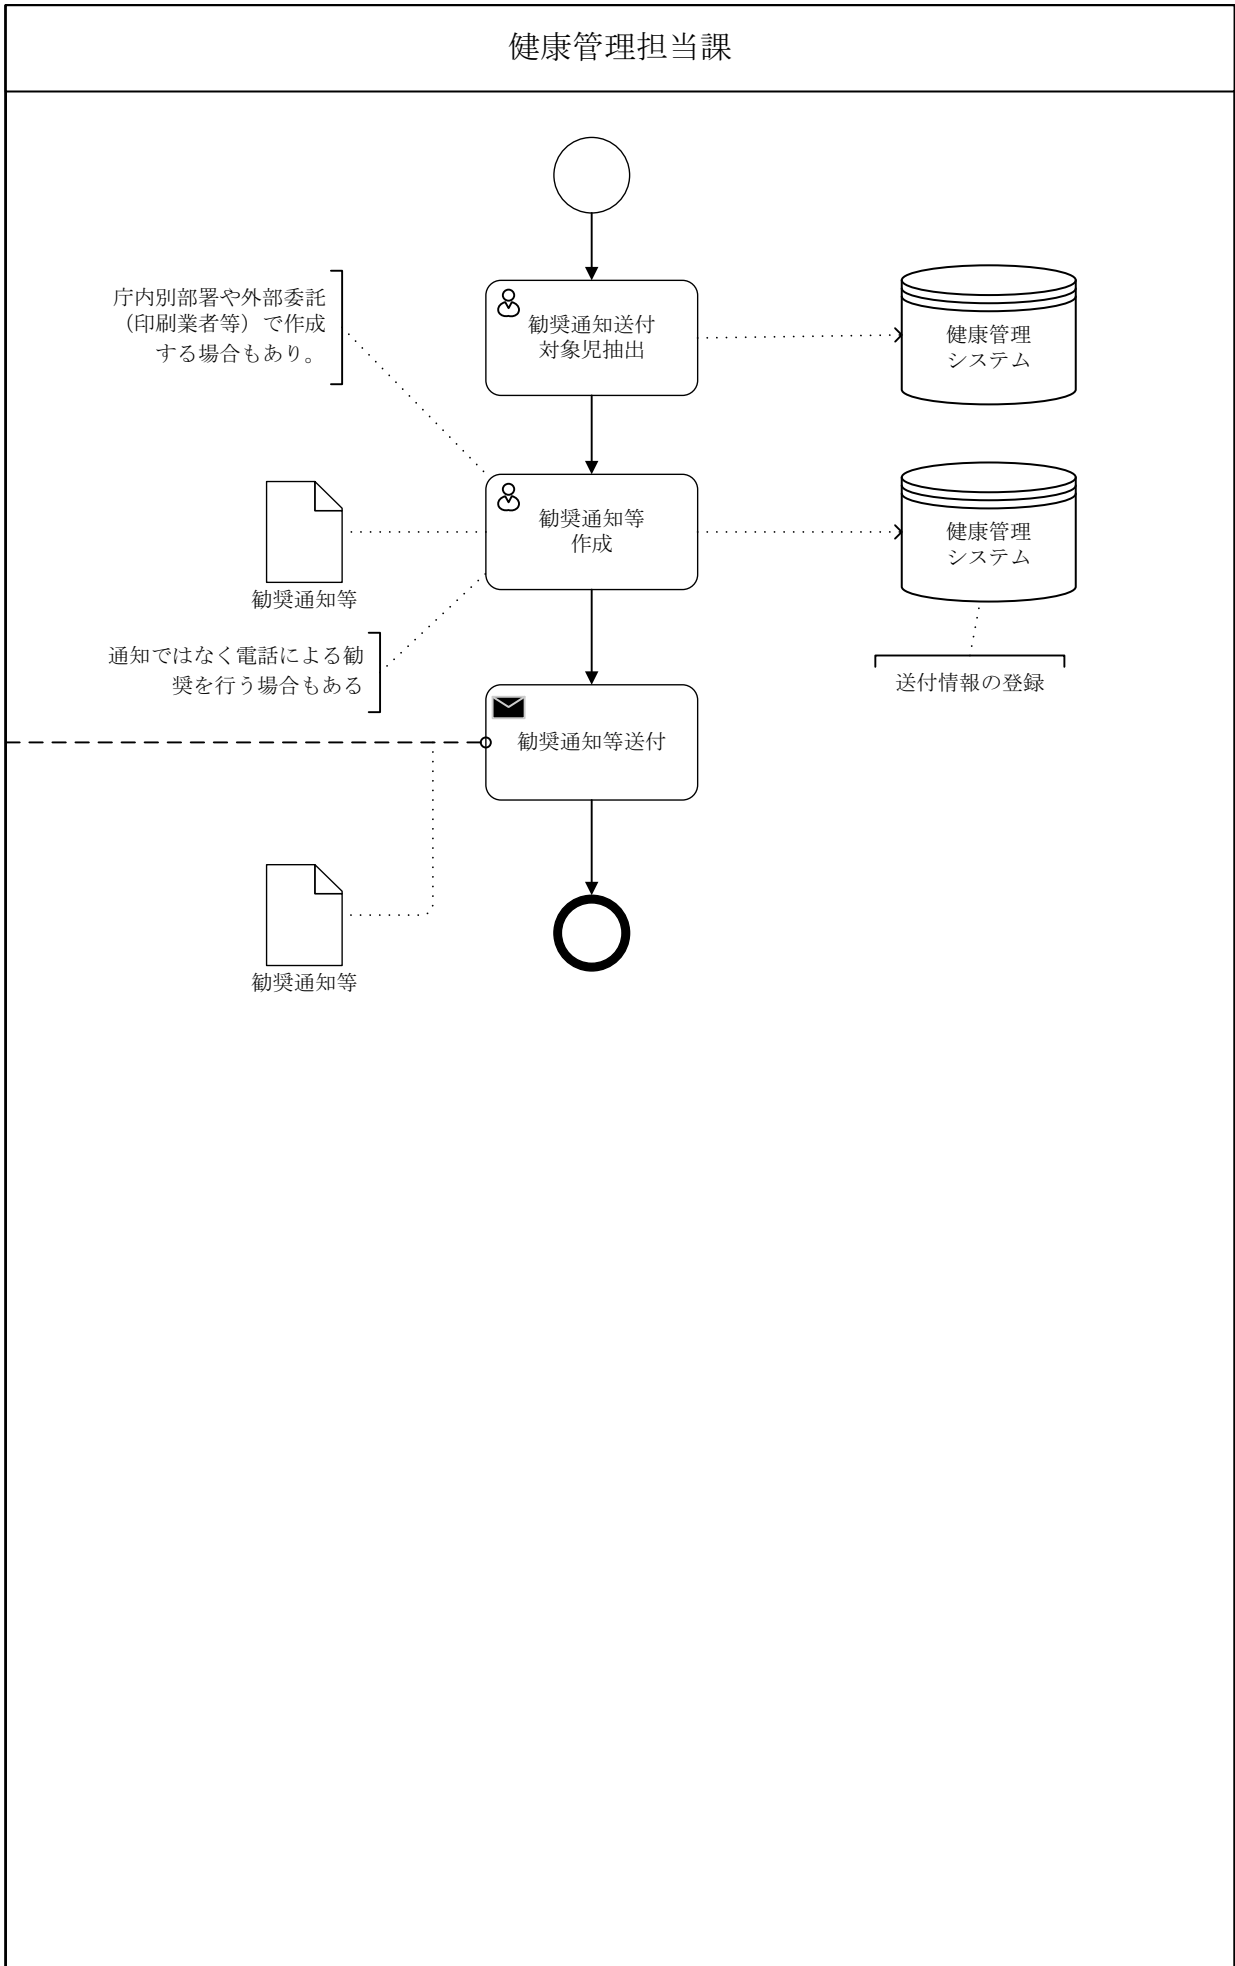 健康管理担当課
庁内別部署や外部委託
（印刷業者等）で作成
する場合もあり。
勧奨通知送付
対象児抽出
健康管理
システム
勧奨通知等
作成
健康管理
システム
勧奨通知等
通知ではなく電話による勧
奨を行う場合もある
送付情報の登録
勧奨通知等送付
勧奨通知等